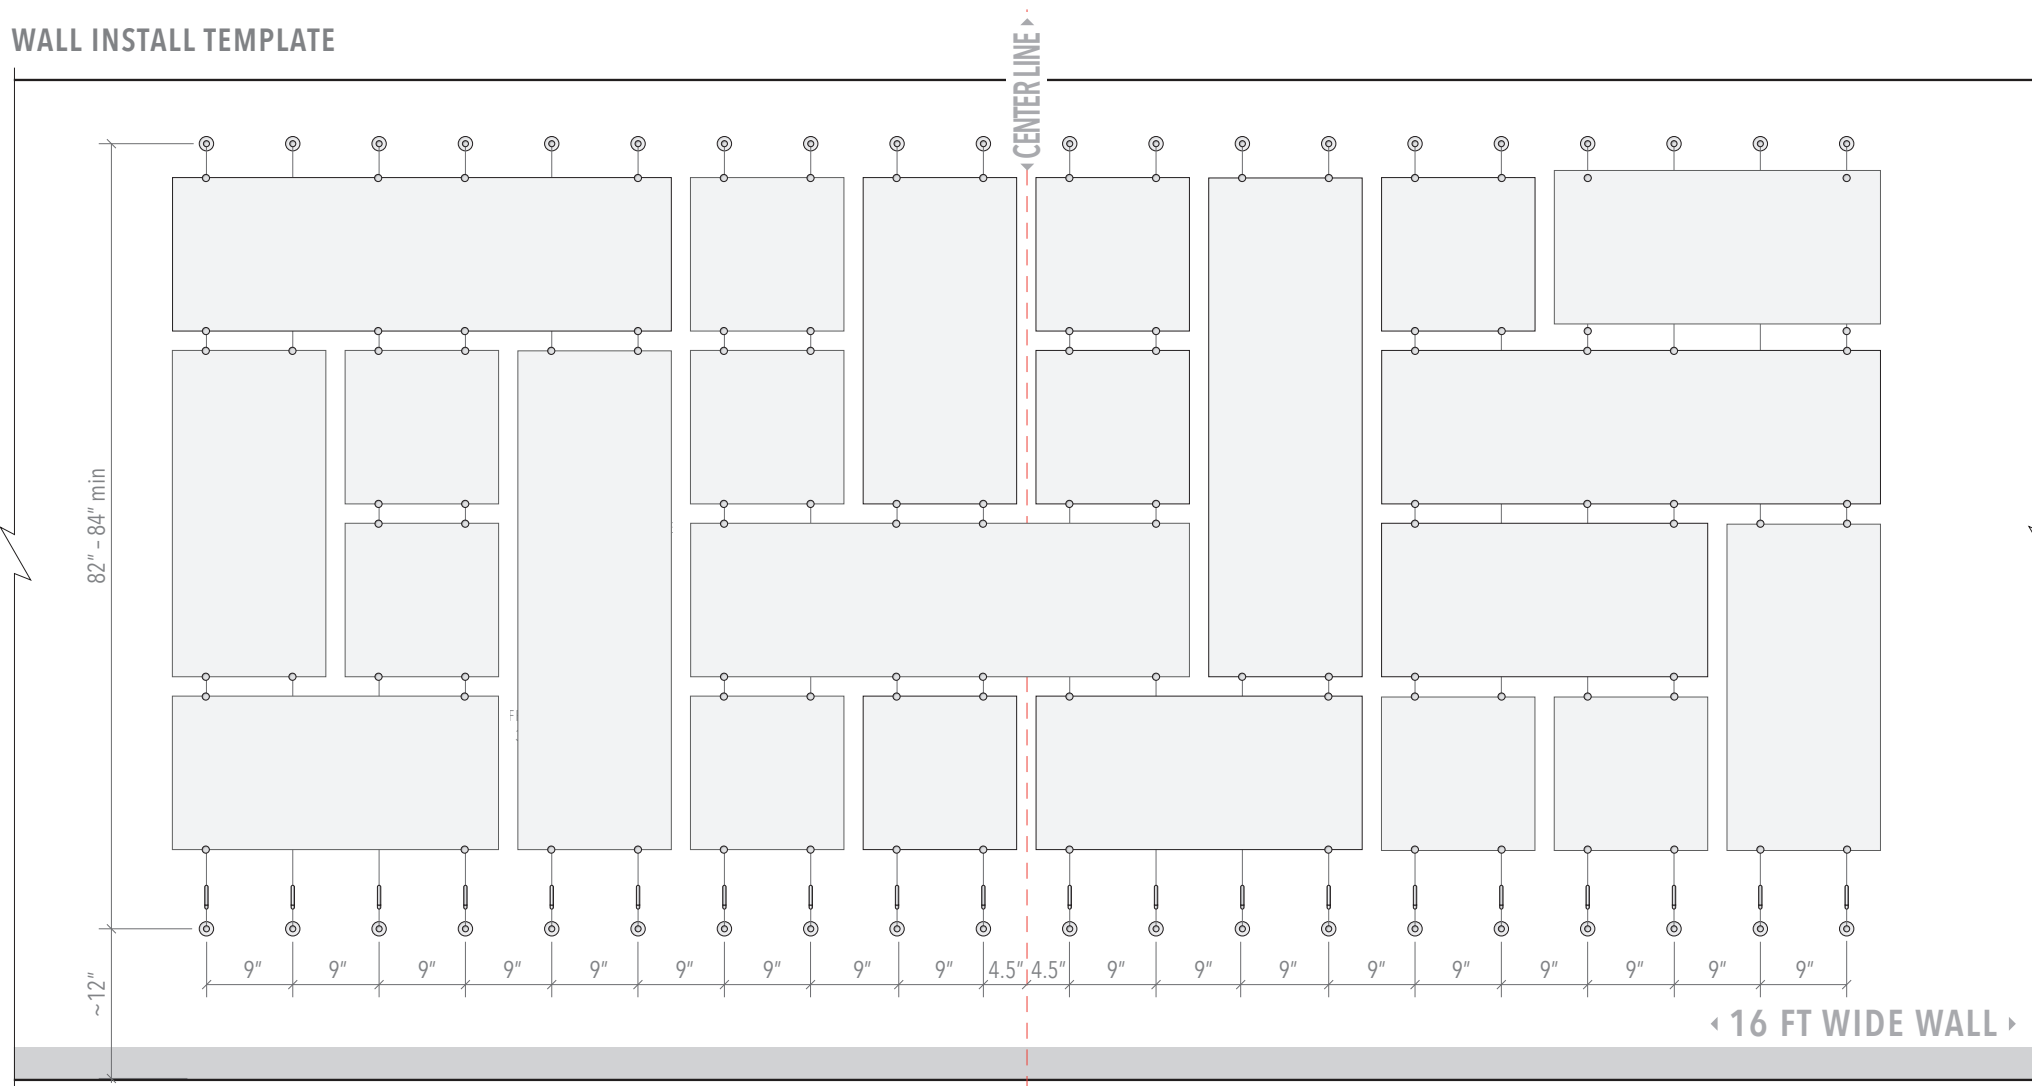 WALL INSTALL TEMPLATE
CENTER LINE
82” – 84” min
9” 9” 9” 9” 9” 9” 9” 9” 9” 4.5” 4.5” 9” 9” 9” 9” 9” 9” 9” 9” 9”
~12”
16 FT WIDE WALL